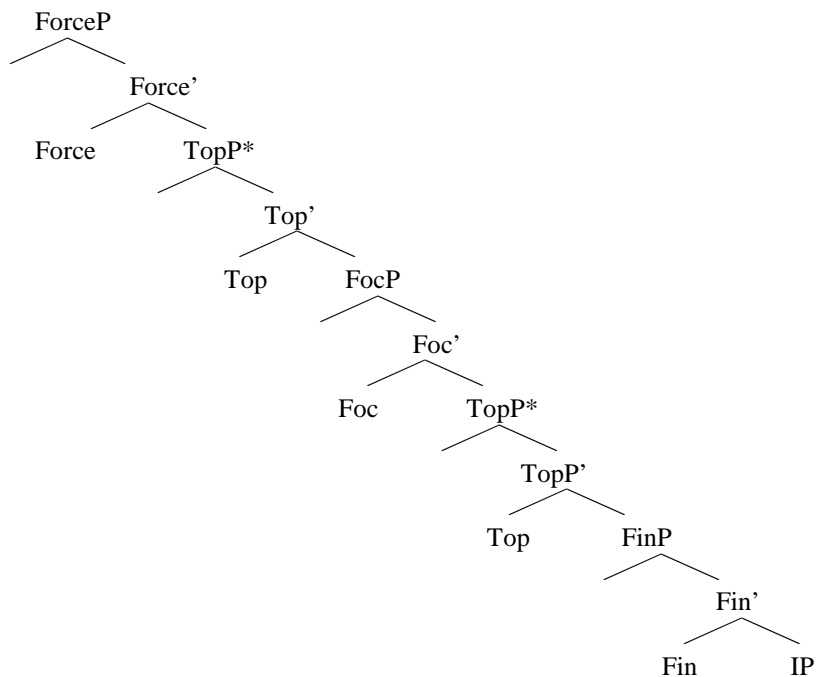 ForceP
Force’
Force TopP*
Top’
Top FocP
Foc’
Foc TopP*
TopP’
Top FinP
Fin’
Fin IP